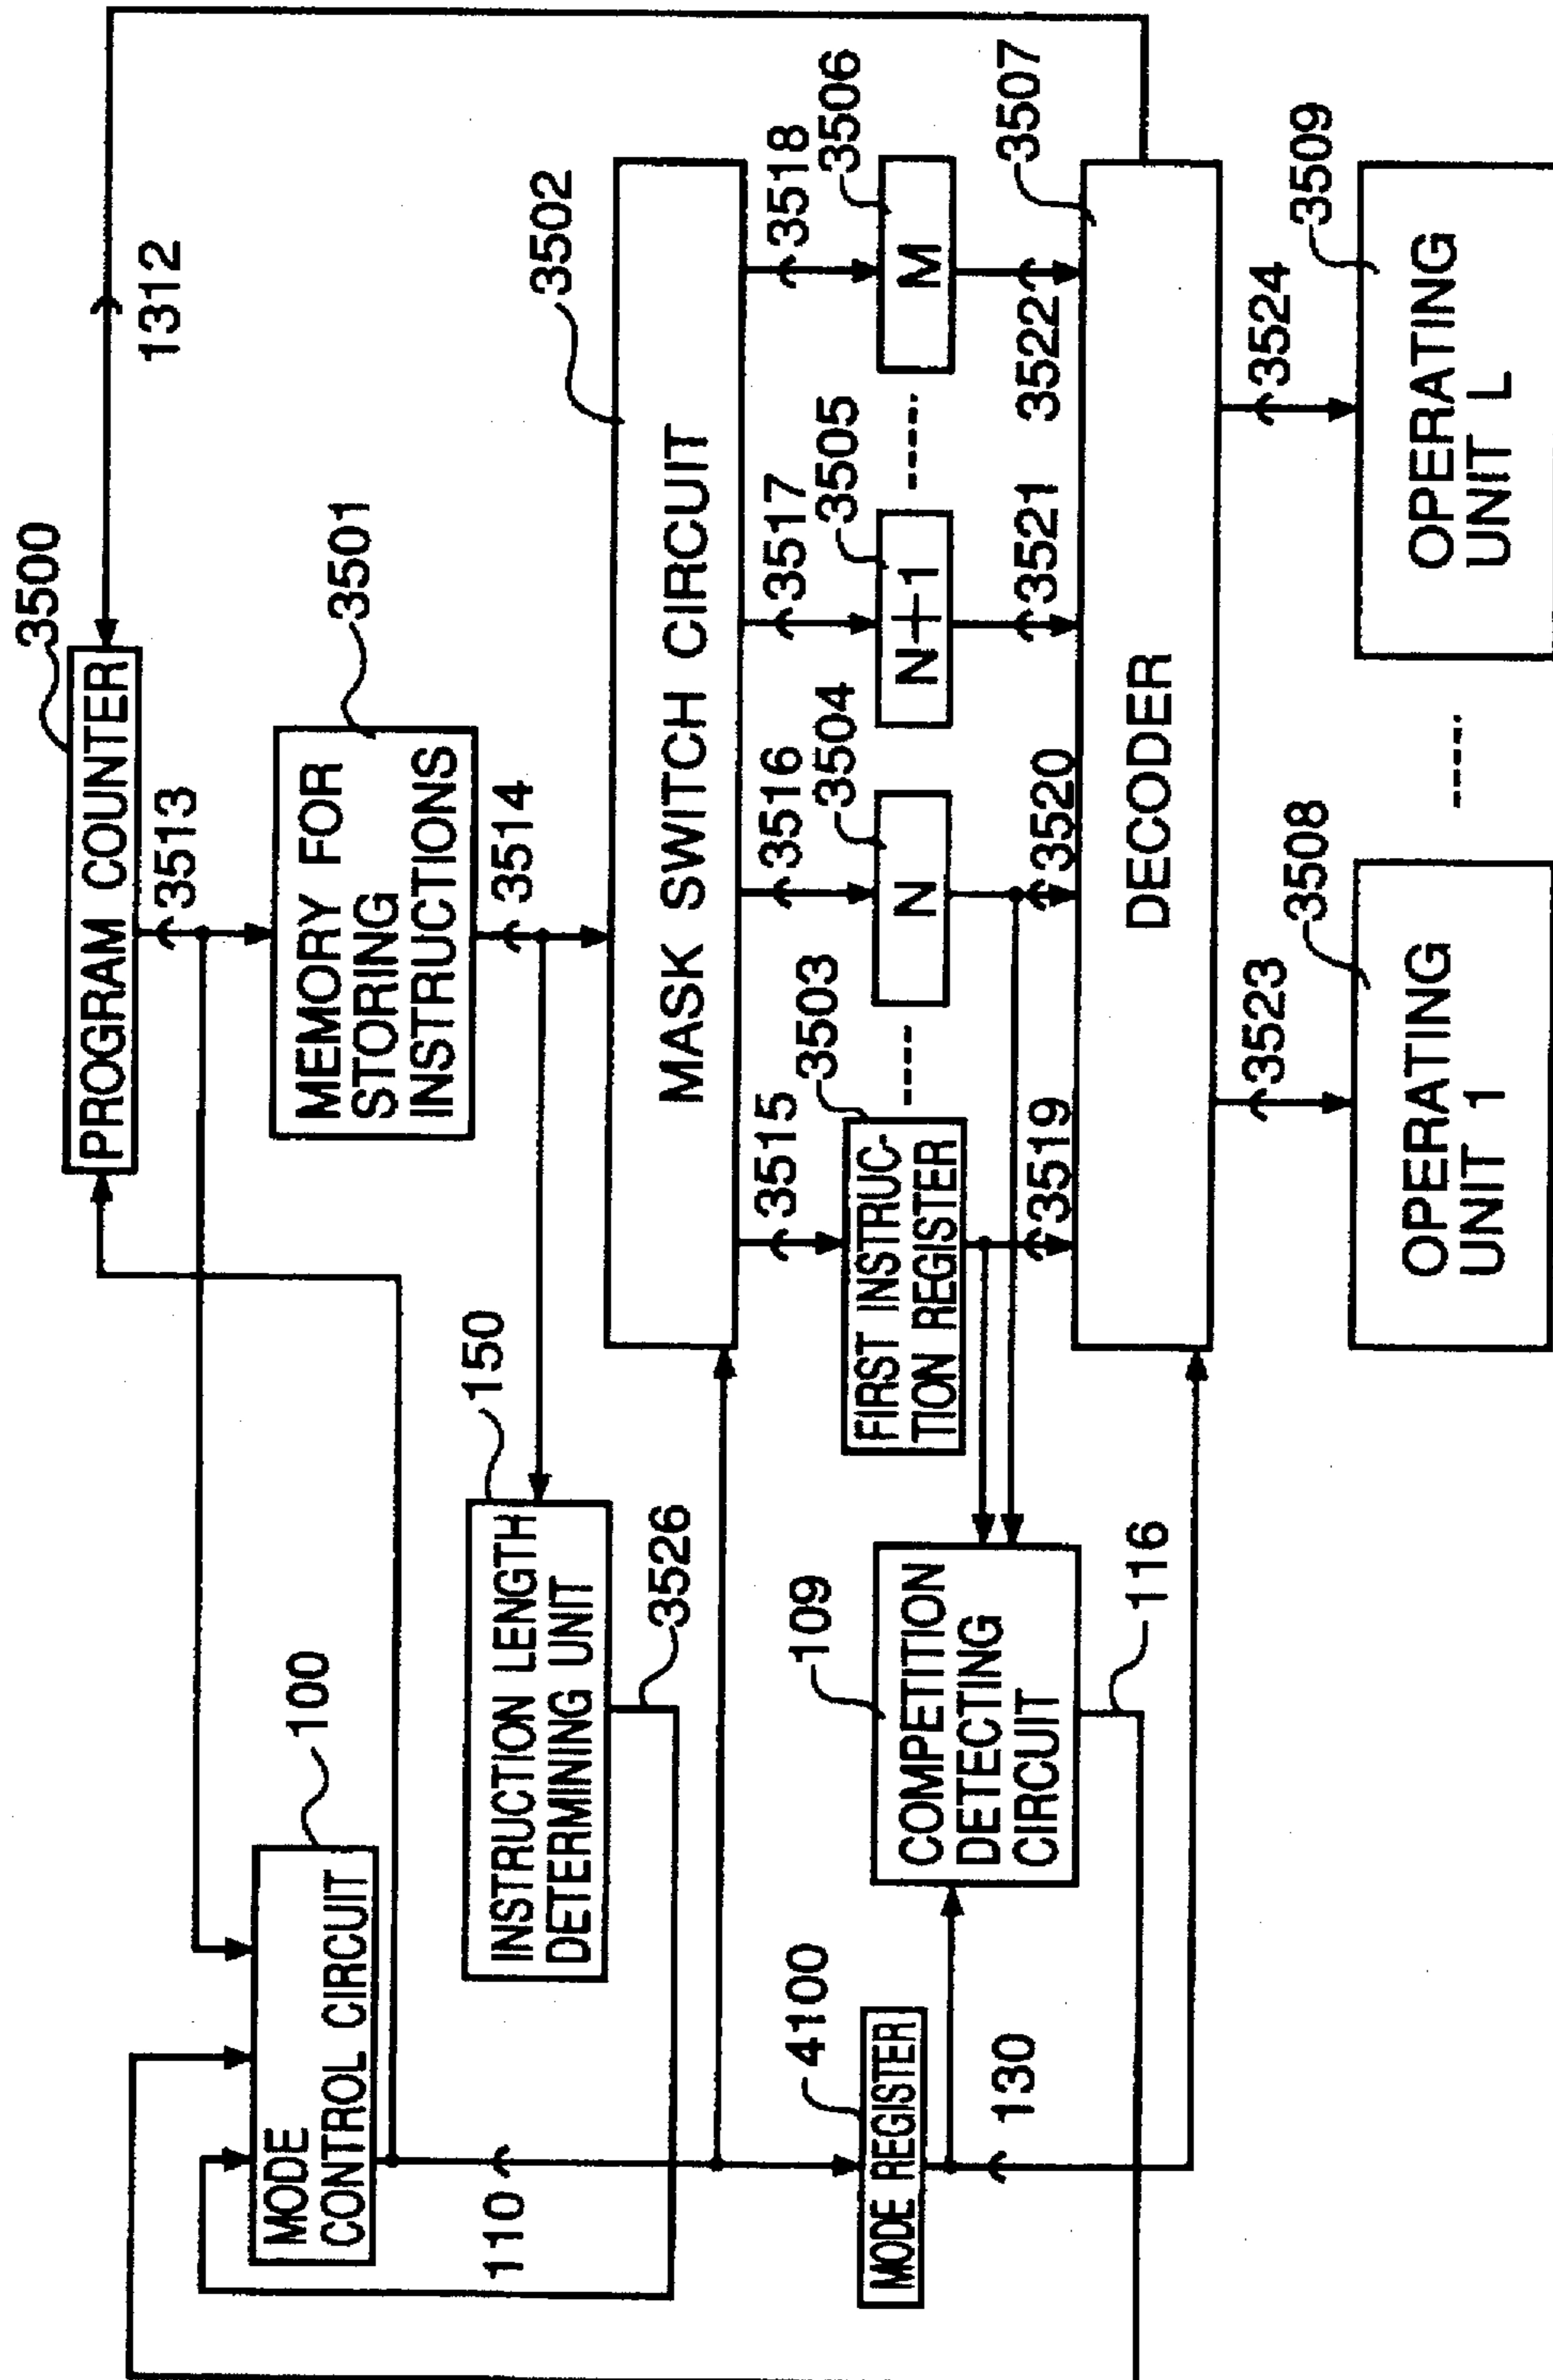 3500
PROGRAM COUNTER
1312
3513
3501
MEMORY FOR
STORING
INSTRUCTIONS
3514
100
MODE
CONTROL CIRCUIT
110
150
INSTRUCTION LENGTH
DETERMINING UNIT
3526
3502
MASK SWITCH CIRCUIT
3515
3516
3517
3518
3503
FIRST INSTRUC-
TION REGISTER
3504
N
3505
N+1
3506
M
4100
MODE REGISTER
130
109
COMPETITION
DETECTING
CIRCUIT
116
3519
3520
3521
3522
3507
DECODER
3523
3524
3508
OPERATING
UNIT 1
3509
OPERATING
UNIT L